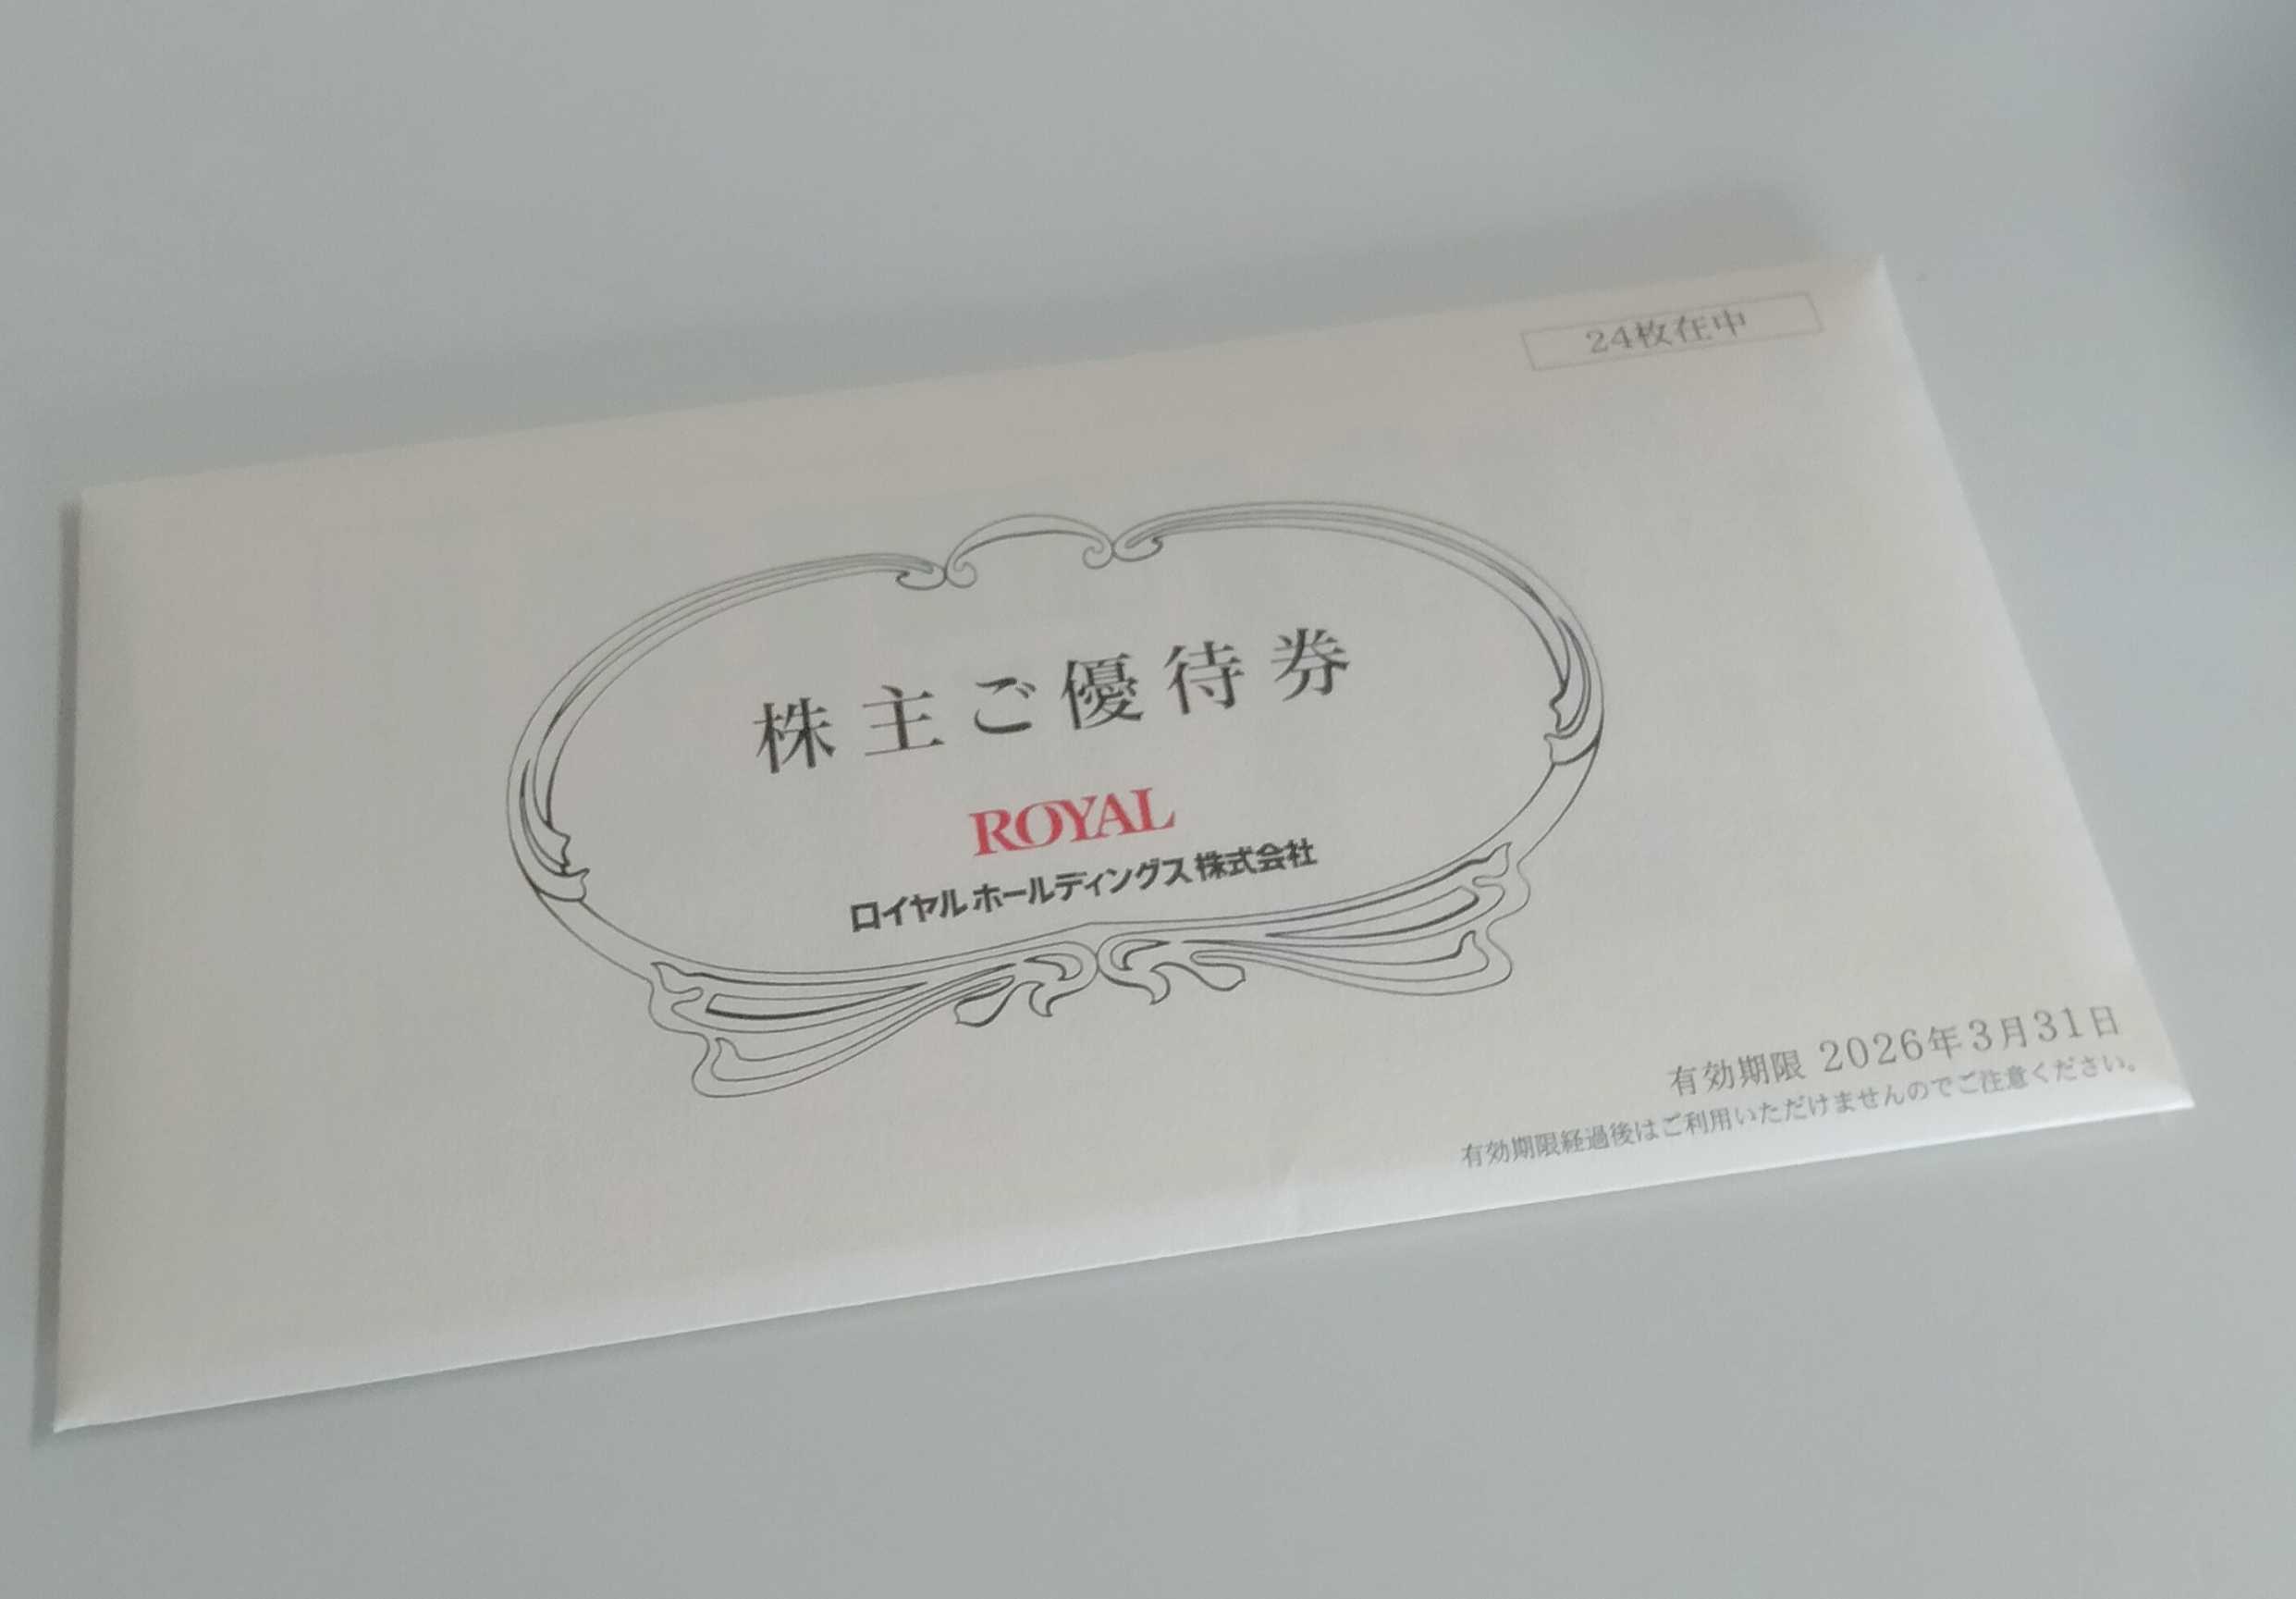 24枚在中
株主ご優待券
ROYAL
ロイヤル ホールディングス 株式会社
有効期限 2026年3月31日
有効期限経過後はご利用いただけませんのでご注意ください。